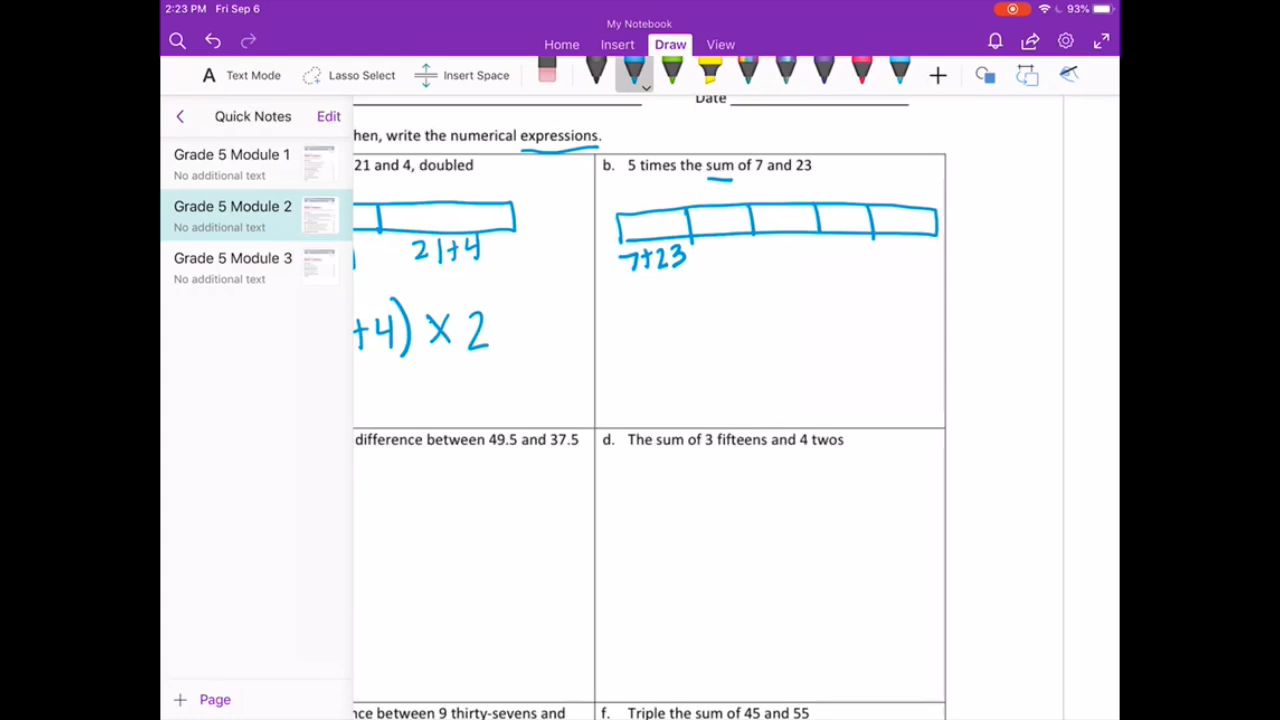 2:23 PM Fri Sep 6
93%
My Notebook
Home Insert Draw View
A Text Mode Lasso Select Insert Space
Quick Notes Edit
Grade 5 Module 1
No additional text
Grade 5 Module 2
No additional text
Grade 5 Module 3
No additional text
+ Page
Date
hen, write the numerical expressions.
21 and 4, doubled
21+4
+4) × 2
b. 5 times the sum of 7 and 23
7+23
difference between 49.5 and 37.5
d. The sum of 3 fifteens and 4 twos
nce between 9 thirty-sevens and
f. Triple the sum of 45 and 55